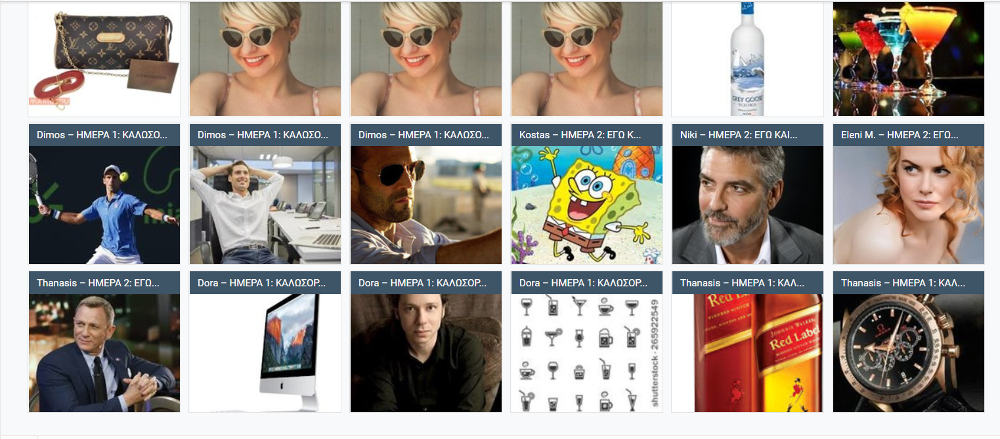 GREY GOOSE
VODKA
Dimos – ΗΜΕΡΑ 1: ΚΑΛΩΣΟ...
Dimos – ΗΜΕΡΑ 1: ΚΑΛΩΣΟ...
Dimos – ΗΜΕΡΑ 1: ΚΑΛΩΣΟ...
Kostas – ΗΜΕΡΑ 2: ΕΓΩ Κ...
Niki – ΗΜΕΡΑ 2: ΕΓΩ ΚΑΙ...
Eleni M. – ΗΜΕΡΑ 2: ΕΓΩ...
Thanasis – ΗΜΕΡΑ 2: ΕΓΩ...
Dora – ΗΜΕΡΑ 1: ΚΑΛΩΣΟΡ...
Dora – ΗΜΕΡΑ 1: ΚΑΛΩΣΟΡ...
Dora – ΗΜΕΡΑ 1: ΚΑΛΩΣΟΡ...
Thanasis – ΗΜΕΡΑ 1: ΚΑΛ...
Thanasis – ΗΜΕΡΑ 1: ΚΑΛ...
shutterstock · 265922549
Red L
BLENDED SCOTCH
JOHNNIE WALKER
Red Label
OMEGA